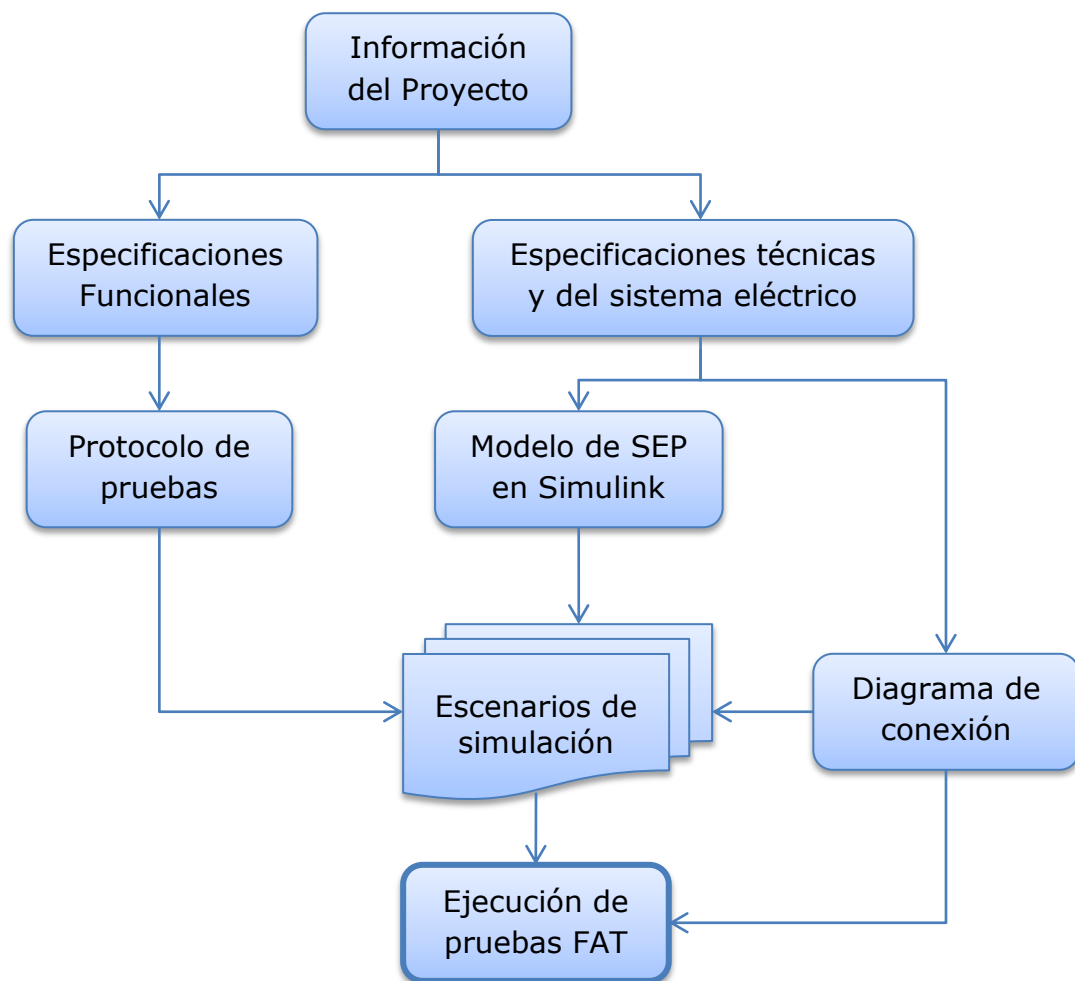 Información
del Proyecto
Especificaciones
Funcionales
Especificaciones técnicas
y del sistema eléctrico
Protocolo de
pruebas
Modelo de SEP
en Simulink
Escenarios de
simulación
Diagrama de
conexión
Ejecución de
pruebas FAT